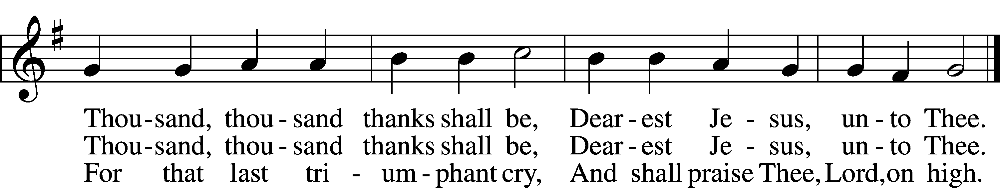 Thou-sand, thou - sand thanks shall be, Dear - est Je - sus, un - to Thee.
Thou-sand, thou - sand thanks shall be, Dear - est Je - sus, un - to Thee.
For that last tri - um - phant cry, And shall praise Thee, Lord, on high.